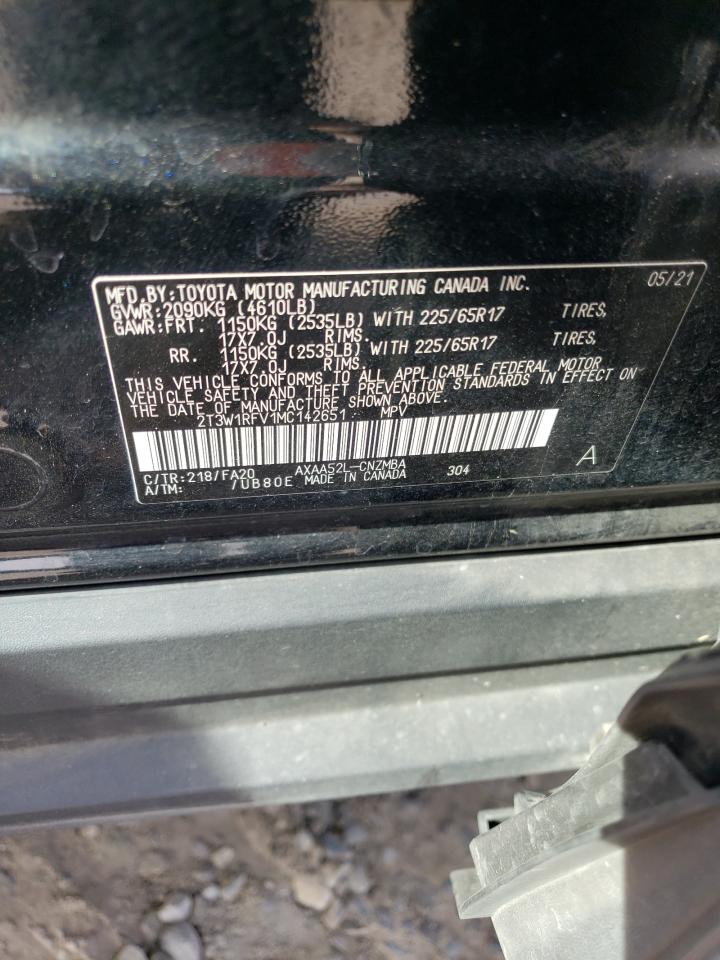 MFD.BY:TOYOTA MOTOR MANUFACTURING CANADA INC. 05/21
GVWR:2090KG (4610LB)
GAWR:FRT. 1150KG (2535LB) WITH 225/65R17 TIRES,
17X7.0J RIMS.
RR. 1150KG (2535LB) WITH 225/65R17 TIRES,
17X7.0J RIMS.
THIS VEHICLE CONFORMS TO ALL APPLICABLE FEDERAL MOTOR
VEHICLE SAFETY AND THEFT PREVENTION STANDARDS IN EFFECT ON
THE DATE OF MANUFACTURE SHOWN ABOVE.
2T3W1RFV1MC142651 MPV
C/TR:218/FA20 AXAA52L-CNZMBA 304 A
A/TM: /UB80E MADE IN CANADA